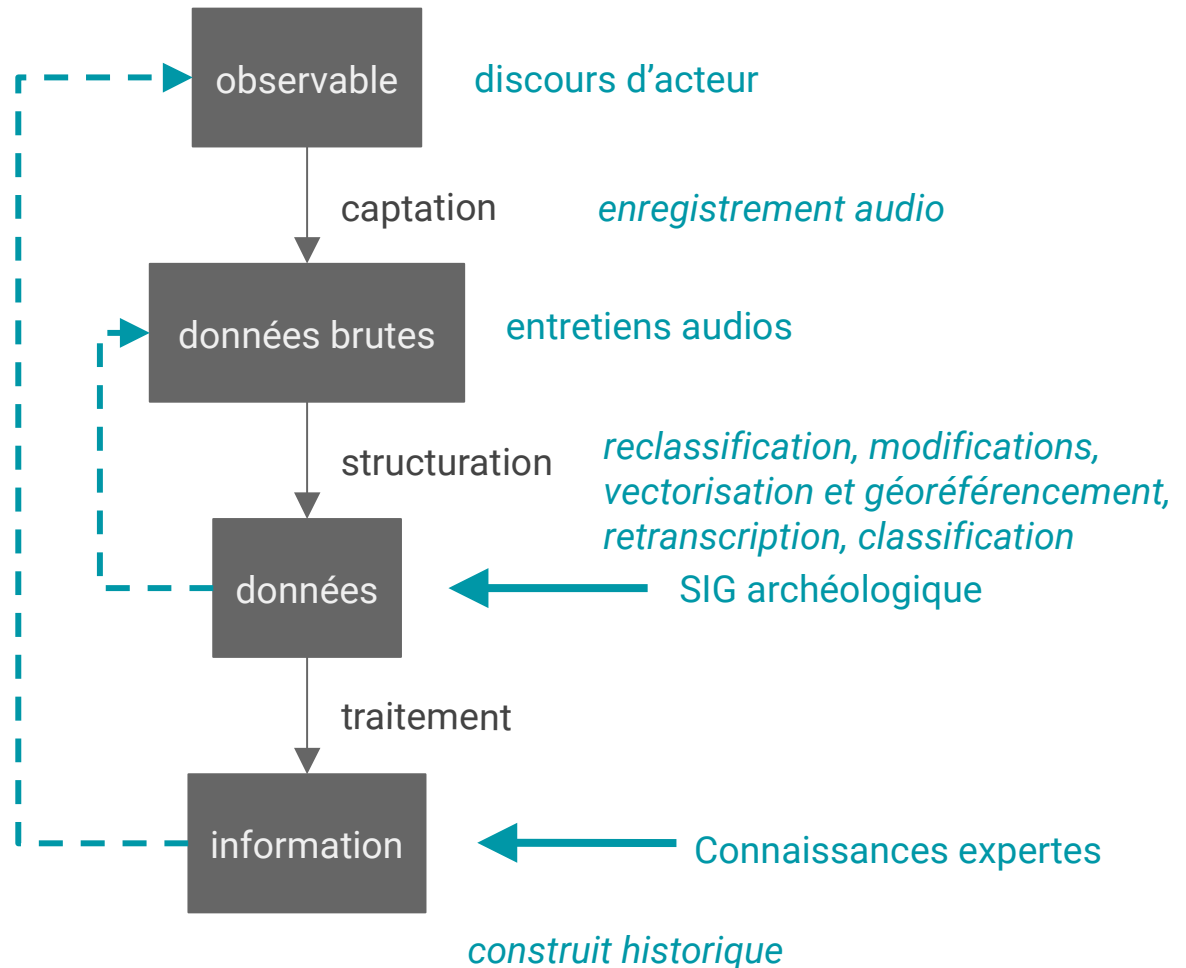 observable
discours d'acteur
captation
enregistrement audio
données brutes
entretiens audios
structuration
reclassification, modifications,
vectorisation et géoréférencement,
retranscription, classification
données
SIG archéologique
traitement
information
Connaissances expertes
construit historique